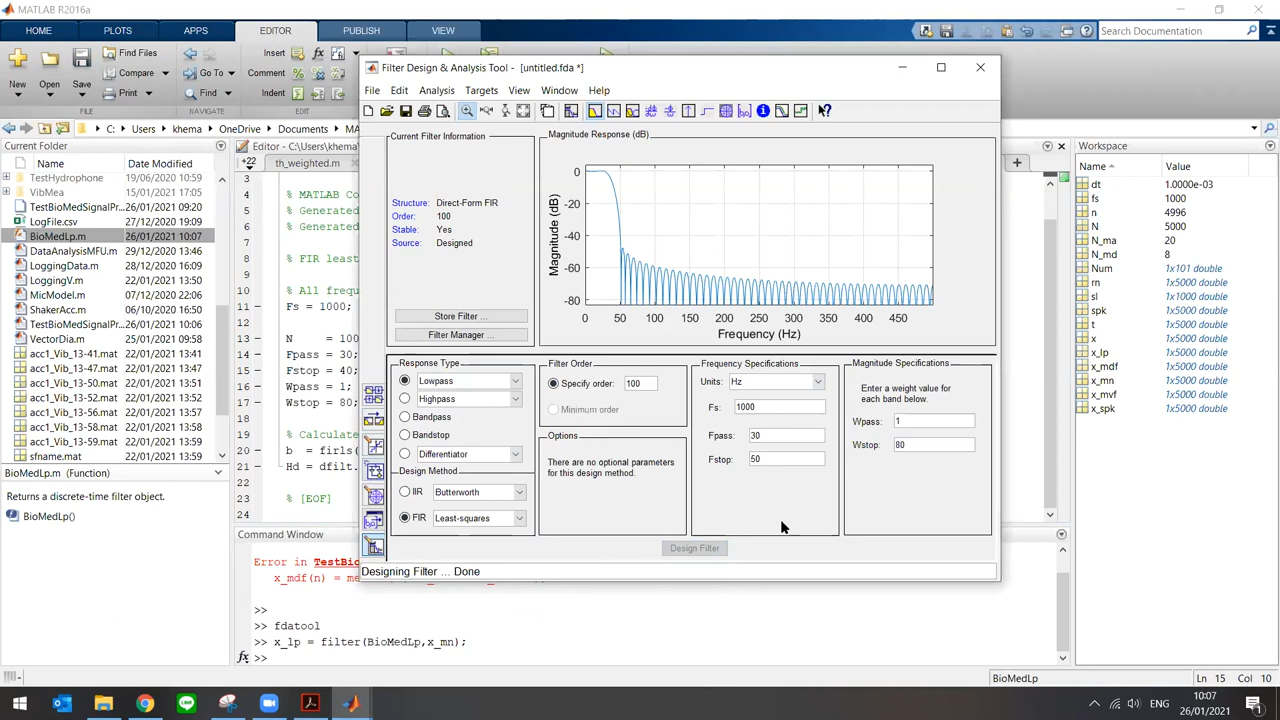 MATLAB R2016a
HOME PLOTS APPS EDITOR PUBLISH VIEW Search Documentation
New Open Save Find Files Compare Print Go To Find Insert Comment Indent
FILE
Filter Design & Analysis Tool - [untitled.fda *]
File Edit Analysis Targets View Window Help
C: Users khema OneDrive Documents
Current Folder
Name Date Modified
TestHydrophone 19/06/2020 10:59
VibMea 15/01/2021 17:05
TestBioMedSignalPr... 26/01/2021 09:20
LogFile.csv 27/12/2020 19:09
BioMedLp.m 26/01/2021 10:07
DataAnalysisMFU.m 29/12/2020 13:46
LoggingData.m 28/12/2020 16:09
LoggingV.m 22/01/2021 13:10
MicModel.m 07/12/2020 22:06
ShakerAcc.m 06/10/2020 16:50
TestBioMedSignalPr... 26/01/2021 10:06
VectorDia.m 25/01/2021 09:58
acc1_Vib_13-41.mat 22/01/2021 13:41
acc1_Vib_13-47.mat 22/01/2021 13:47
acc1_Vib_13-50.mat 22/01/2021 13:50
acc1_Vib_13-52.mat 22/01/2021 13:52
acc1_Vib_13-56.mat 22/01/2021 13:56
acc1_Vib_13-57.mat 22/01/2021 13:57
acc1_Vib_13-58.mat 22/01/2021 13:58
acc1_Vib_13-59.mat 22/01/2021 13:59
sfname.mat 22/01/2021 13:40
BioMedLp.m (Function)
Returns a discrete-time filter object.
BioMedLp()
Editor - C:\Users\khema\One
+22 th_weighted.m
3
4 % MATLAB Co
5 % Generated
6 % Generated
7
8 % FIR least
9
10 % All frequ
11 Fs = 1000;
12
13 N = 100
14 Fpass = 30;
15 Fstop = 40;
16 Wpass = 1;
17 Wstop = 80;
18
19 % Calculate
20 b = firls(
21 Hd = dfilt.
22
23 % [EOF]
24
Current Filter Information
Structure: Direct-Form FIR
Order: 100
Stable: Yes
Source: Designed
Store Filter ...
Filter Manager ...
Magnitude Response (dB)
Magnitude (dB)
0
-20
-40
-60
-80
0 50 100 150 200 250 300 350 400 450
Frequency (Hz)
Response Type
Lowpass
Highpass
Bandpass
Bandstop
Differentiator
Design Method
IIR Butterworth
FIR Least-squares
Filter Order
Specify order: 100
Minimum order
Options
There are no optional parameters
for this design method.
Frequency Specifications
Units: Hz
Fs: 1000
Fpass: 30
Fstop: 50
Magnitude Specifications
Enter a weight value for
each band below.
Wpass: 1
Wstop: 80
Design Filter
Designing Filter ... Done
Command Window
Error in TestBio
x_mdf(n) = me
>>
>> fdatool
>> x_lp = filter(BioMedLp,x_mn);
fx >>
Workspace
Name Value
dt 1.0000e-03
fs 1000
n 4996
N 5000
N_ma 20
N_md 8
Num 1x101 double
rn 1x5000 double
sl 1x1000 double
spk 1x5000 double
t 1x5000 double
x 1x5000 double
x_lp 1x5000 double
x_mdf 1x5000 double
x_mn 1x5000 double
x_mvf 1x5000 double
x_spk 1x5000 double
BioMedLp Ln 15 Col 10
ENG
10:07
26/01/2021
1